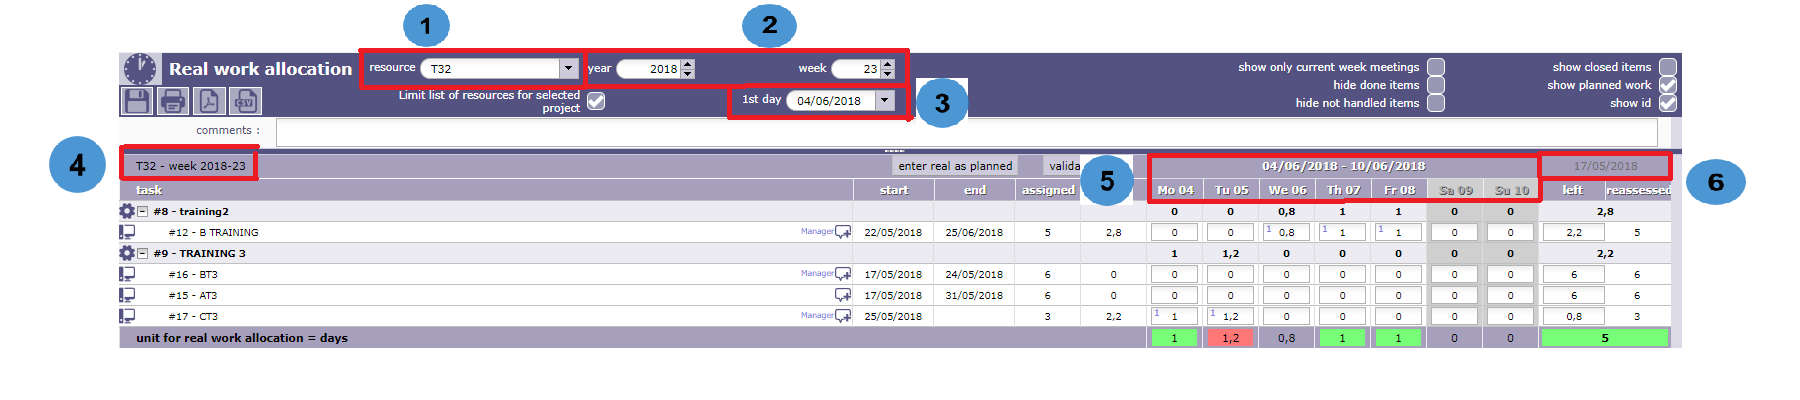 1
2
Real work allocation resource T32 year 2018 week 23
show only current week meetings show closed items
hide done items show planned work
hide not handled items show id
Limit list of resources for selected
project
1st day 04/06/2018
3
CSV
comments :
4
T32 - week 2018-23 enter real as planned valida 5 04/06/2018 - 10/06/2018 17/05/2018
6
task start end assigned Mo 04 Tu 05 We 06 Th 07 Fr 08 Sa 09 Su 10 left reassessed
#8 - training2 0 0 0,8 1 1 0 0 2,8
#12 - B TRAINING Manager 22/05/2018 25/06/2018 5 2,8 0 0 1 0,8 1 1 1 1 0 0 2,2 5
#9 - TRAINING 3 1 1,2 0 0 0 0 0 2,2
#16 - BT3 Manager 17/05/2018 24/05/2018 6 0 0 0 0 0 0 0 0 6 6
#15 - AT3 17/05/2018 31/05/2018 6 0 0 0 0 0 0 0 0 6 6
#17 - CT3 Manager 25/05/2018 3 2,2 1 1 1 1,2 0 0 0 0 0 0,8 3
unit for real work allocation = days 1 1,2 0,8 1 1 0 0 5